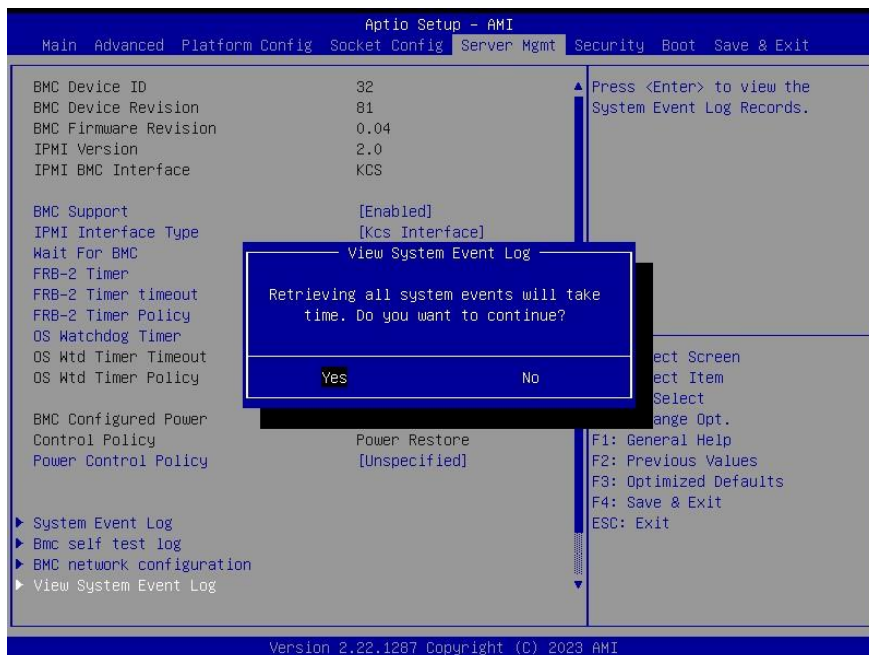 Aptio Setup – AMI
Main Advanced Platform Config Socket Config Server Mgmt Security Boot Save & Exit
BMC Device ID 32
BMC Device Revision 81
BMC Firmware Revision 0.04
IPMI Version 2.0
IPMI BMC Interface KCS
BMC Support [Enabled]
IPMI Interface Type [Kcs Interface]
Wait For BMC
FRB-2 Timer
FRB-2 Timer timeout
FRB-2 Timer Policy
OS Watchdog Timer
OS Wtd Timer Timeout
OS Wtd Timer Policy
BMC Configured Power
Control Policy Power Restore
Power Control Policy [Unspecified]
System Event Log
Bmc self test log
BMC network configuration
View System Event Log
View System Event Log
Retrieving all system events will take
time. Do you want to continue?
Yes No
Press <Enter> to view the
System Event Log Records.
ect Screen
ect Item
Select
ange Opt.
F1: General Help
F2: Previous Values
F3: Optimized Defaults
F4: Save & Exit
ESC: Exit
Version 2.22.1287 Copyright (C) 2023 AMI